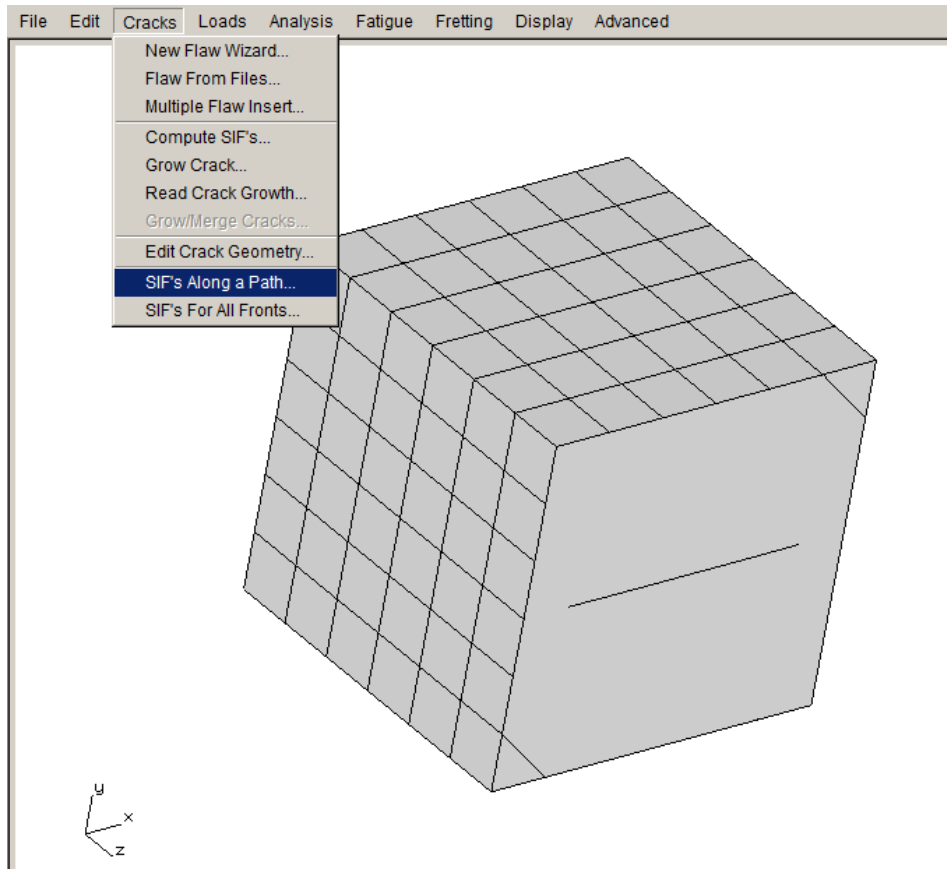 File Edit Cracks Loads Analysis Fatigue Fretting Display Advanced
New Flaw Wizard...
Flaw From Files...
Multiple Flaw Insert...
Compute SIF's...
Grow Crack...
Read Crack Growth...
Grow/Merge Cracks...
Edit Crack Geometry...
SIF's Along a Path...
SIF's For All Fronts...
y
x
z